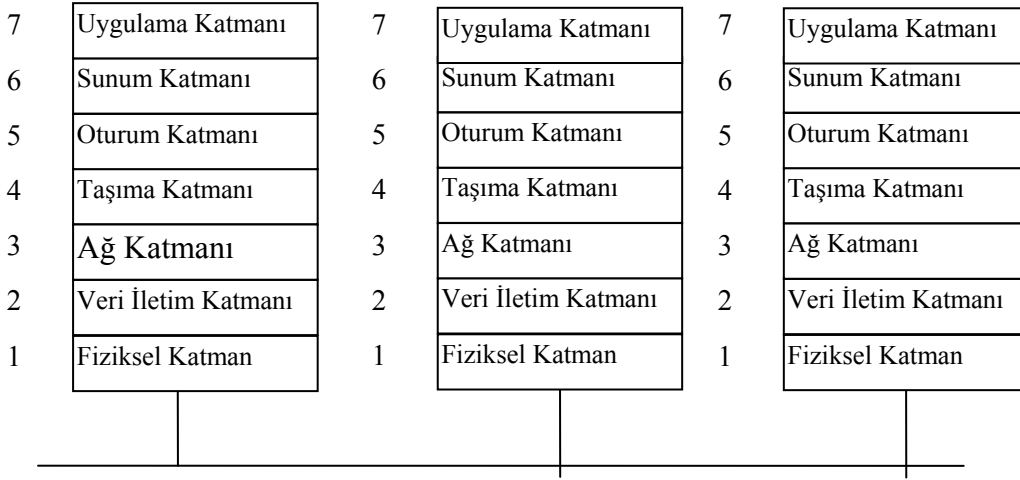 7 Uygulama Katmanı 7 Uygulama Katmanı 7 Uygulama Katmanı
6 Sunum Katmanı 6 Sunum Katmanı 6 Sunum Katmanı
5 Oturum Katmanı 5 Oturum Katmanı 5 Oturum Katmanı
4 Taşıma Katmanı 4 Taşıma Katmanı 4 Taşıma Katmanı
3 Ağ Katmanı 3 Ağ Katmanı 3 Ağ Katmanı
2 Veri İletim Katmanı 2 Veri İletim Katmanı 2 Veri İletim Katmanı
1 Fiziksel Katman 1 Fiziksel Katman 1 Fiziksel Katman